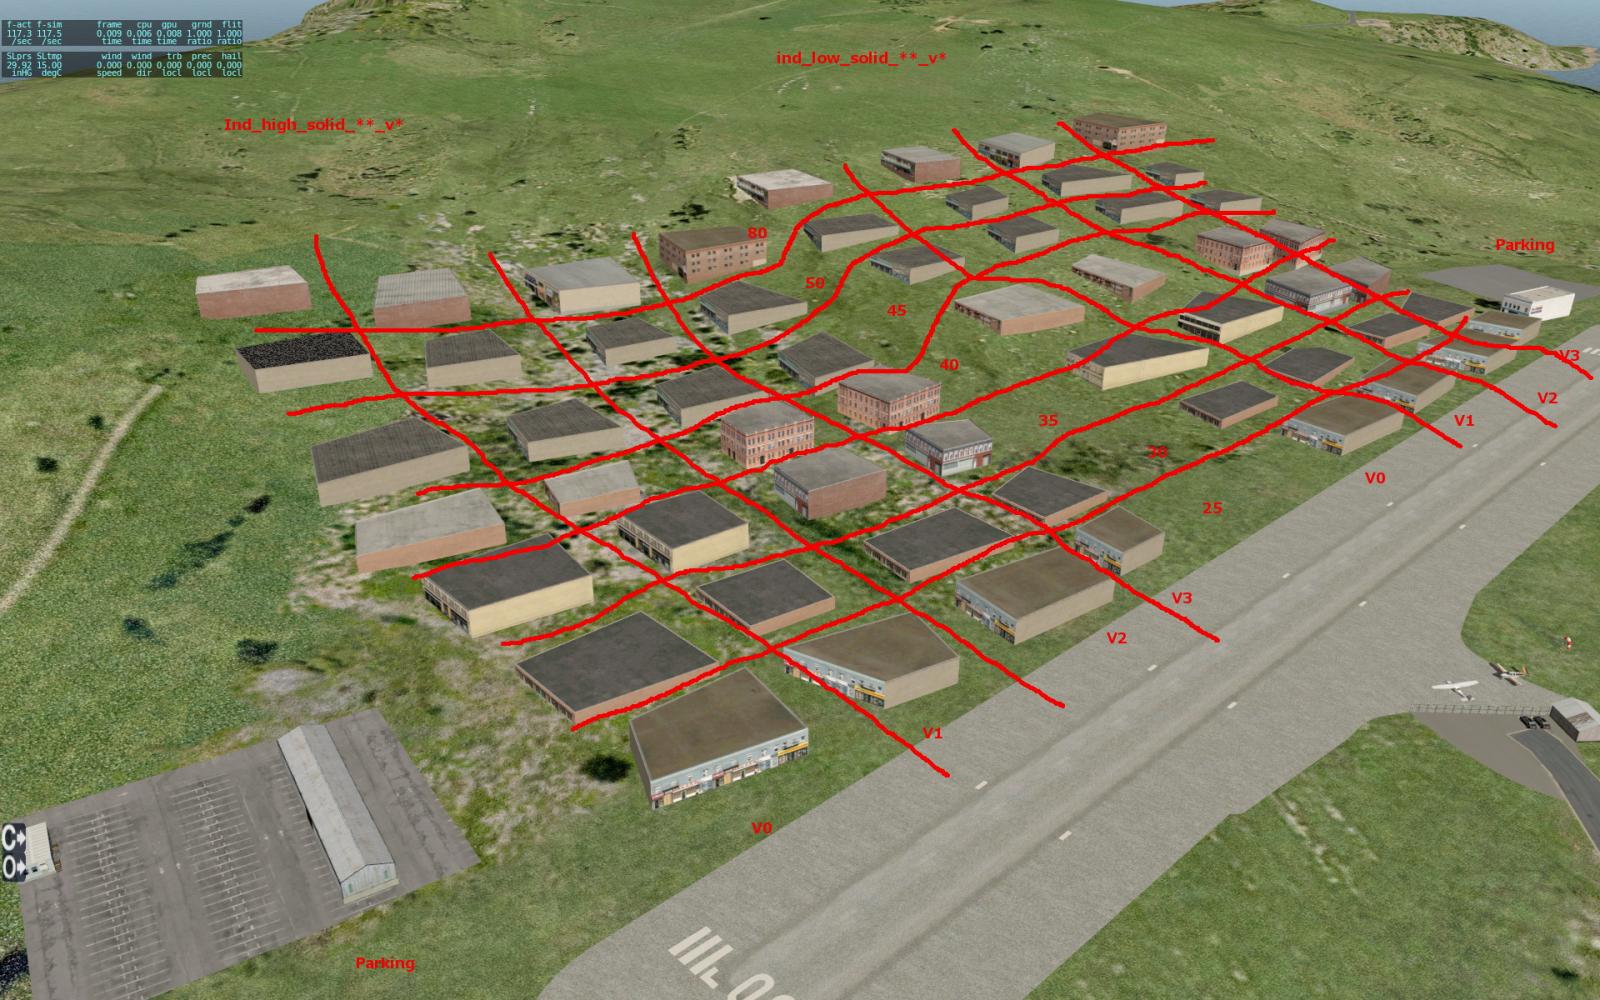 f-act f-sim frame cpu gpu grnd flit
117.3 117.5 0.009 0.006 0.008 1.000 1.000
/sec /sec time time time ratio ratio
SLprs SLtmp wind wind trb prec hail
29.92 15.00 0.000 0.000 0.000 0.000 0.000
inHG degC speed dir locl locl locl
ind_low_solid_**_v*
Ind_high_solid_**_v*
80
Parking
50
45
V3
40
V2
35
V1
30
V0
25
V3
V2
V1
V0
C
O
Parking